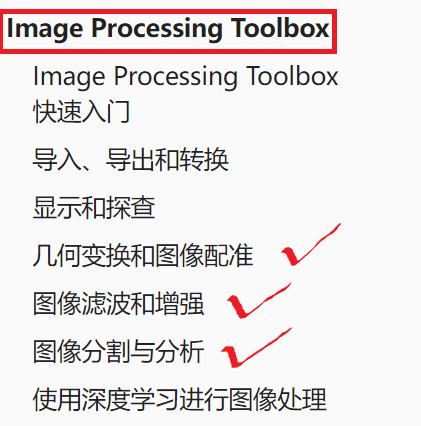 Image Processing Toolbox
Image Processing Toolbox
快速入门
导入、导出和转换
显示和探查
几何变换和图像配准
图像滤波和增强
图像分割与分析
使用深度学习进行图像处理